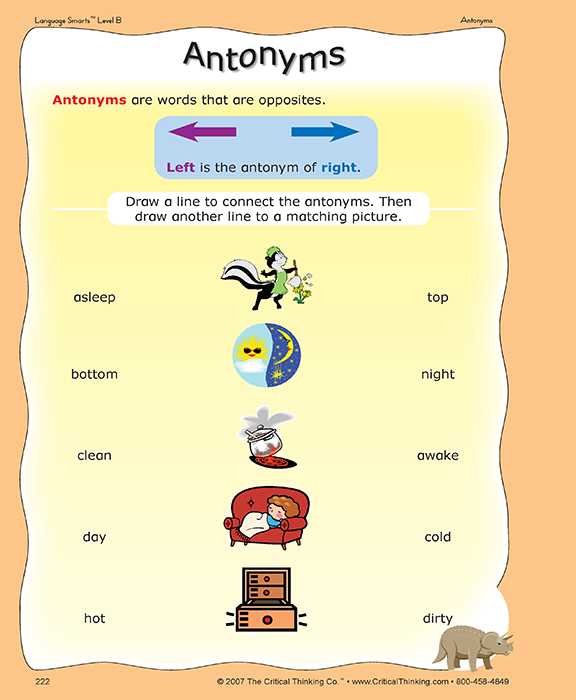 Language Smarts™ Level B
Antonyms
Antonyms
Antonyms are words that are opposites.
Left is the antonym of right.
Draw a line to connect the antonyms. Then
draw another line to a matching picture.
asleep
top
bottom
night
clean
awake
day
cold
hot
dirty
222
© 2007 The Critical Thinking Co.™ • www.CriticalThinking.com • 800-458-4849